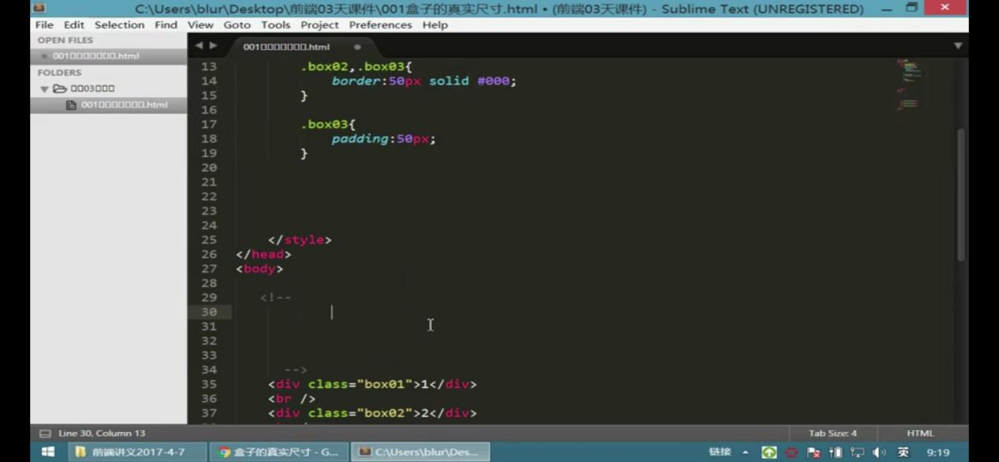 C:\Users\blur\Desktop\前端03天课件\001盒子的真实尺寸.html • (前端03天课件) - Sublime Text (UNREGISTERED)
File Edit Selection Find View Goto Tools Project Preferences Help
OPEN FILES
001□□□□□□□.html
FOLDERS
□□03□□□
001□□□□□□□.html
001□□□□□□□.html
13 .box02,.box03{
14 border:50px solid #000;
15 }
16
17 .box03{
18 padding:50px;
19 }
20
21
22
23
24
25 </style>
26 </head>
27 <body>
28
29 <!--
30
31
32
33
34 -->
35 <div class="box01">1</div>
36 <br />
37 <div class="box02">2</div>
Line 30, Column 13
Tab Size: 4
HTML
前端讲义2017-4-7
盒子的真实尺寸 - G...
C:\Users\blur\Des...
链接
英
9:19